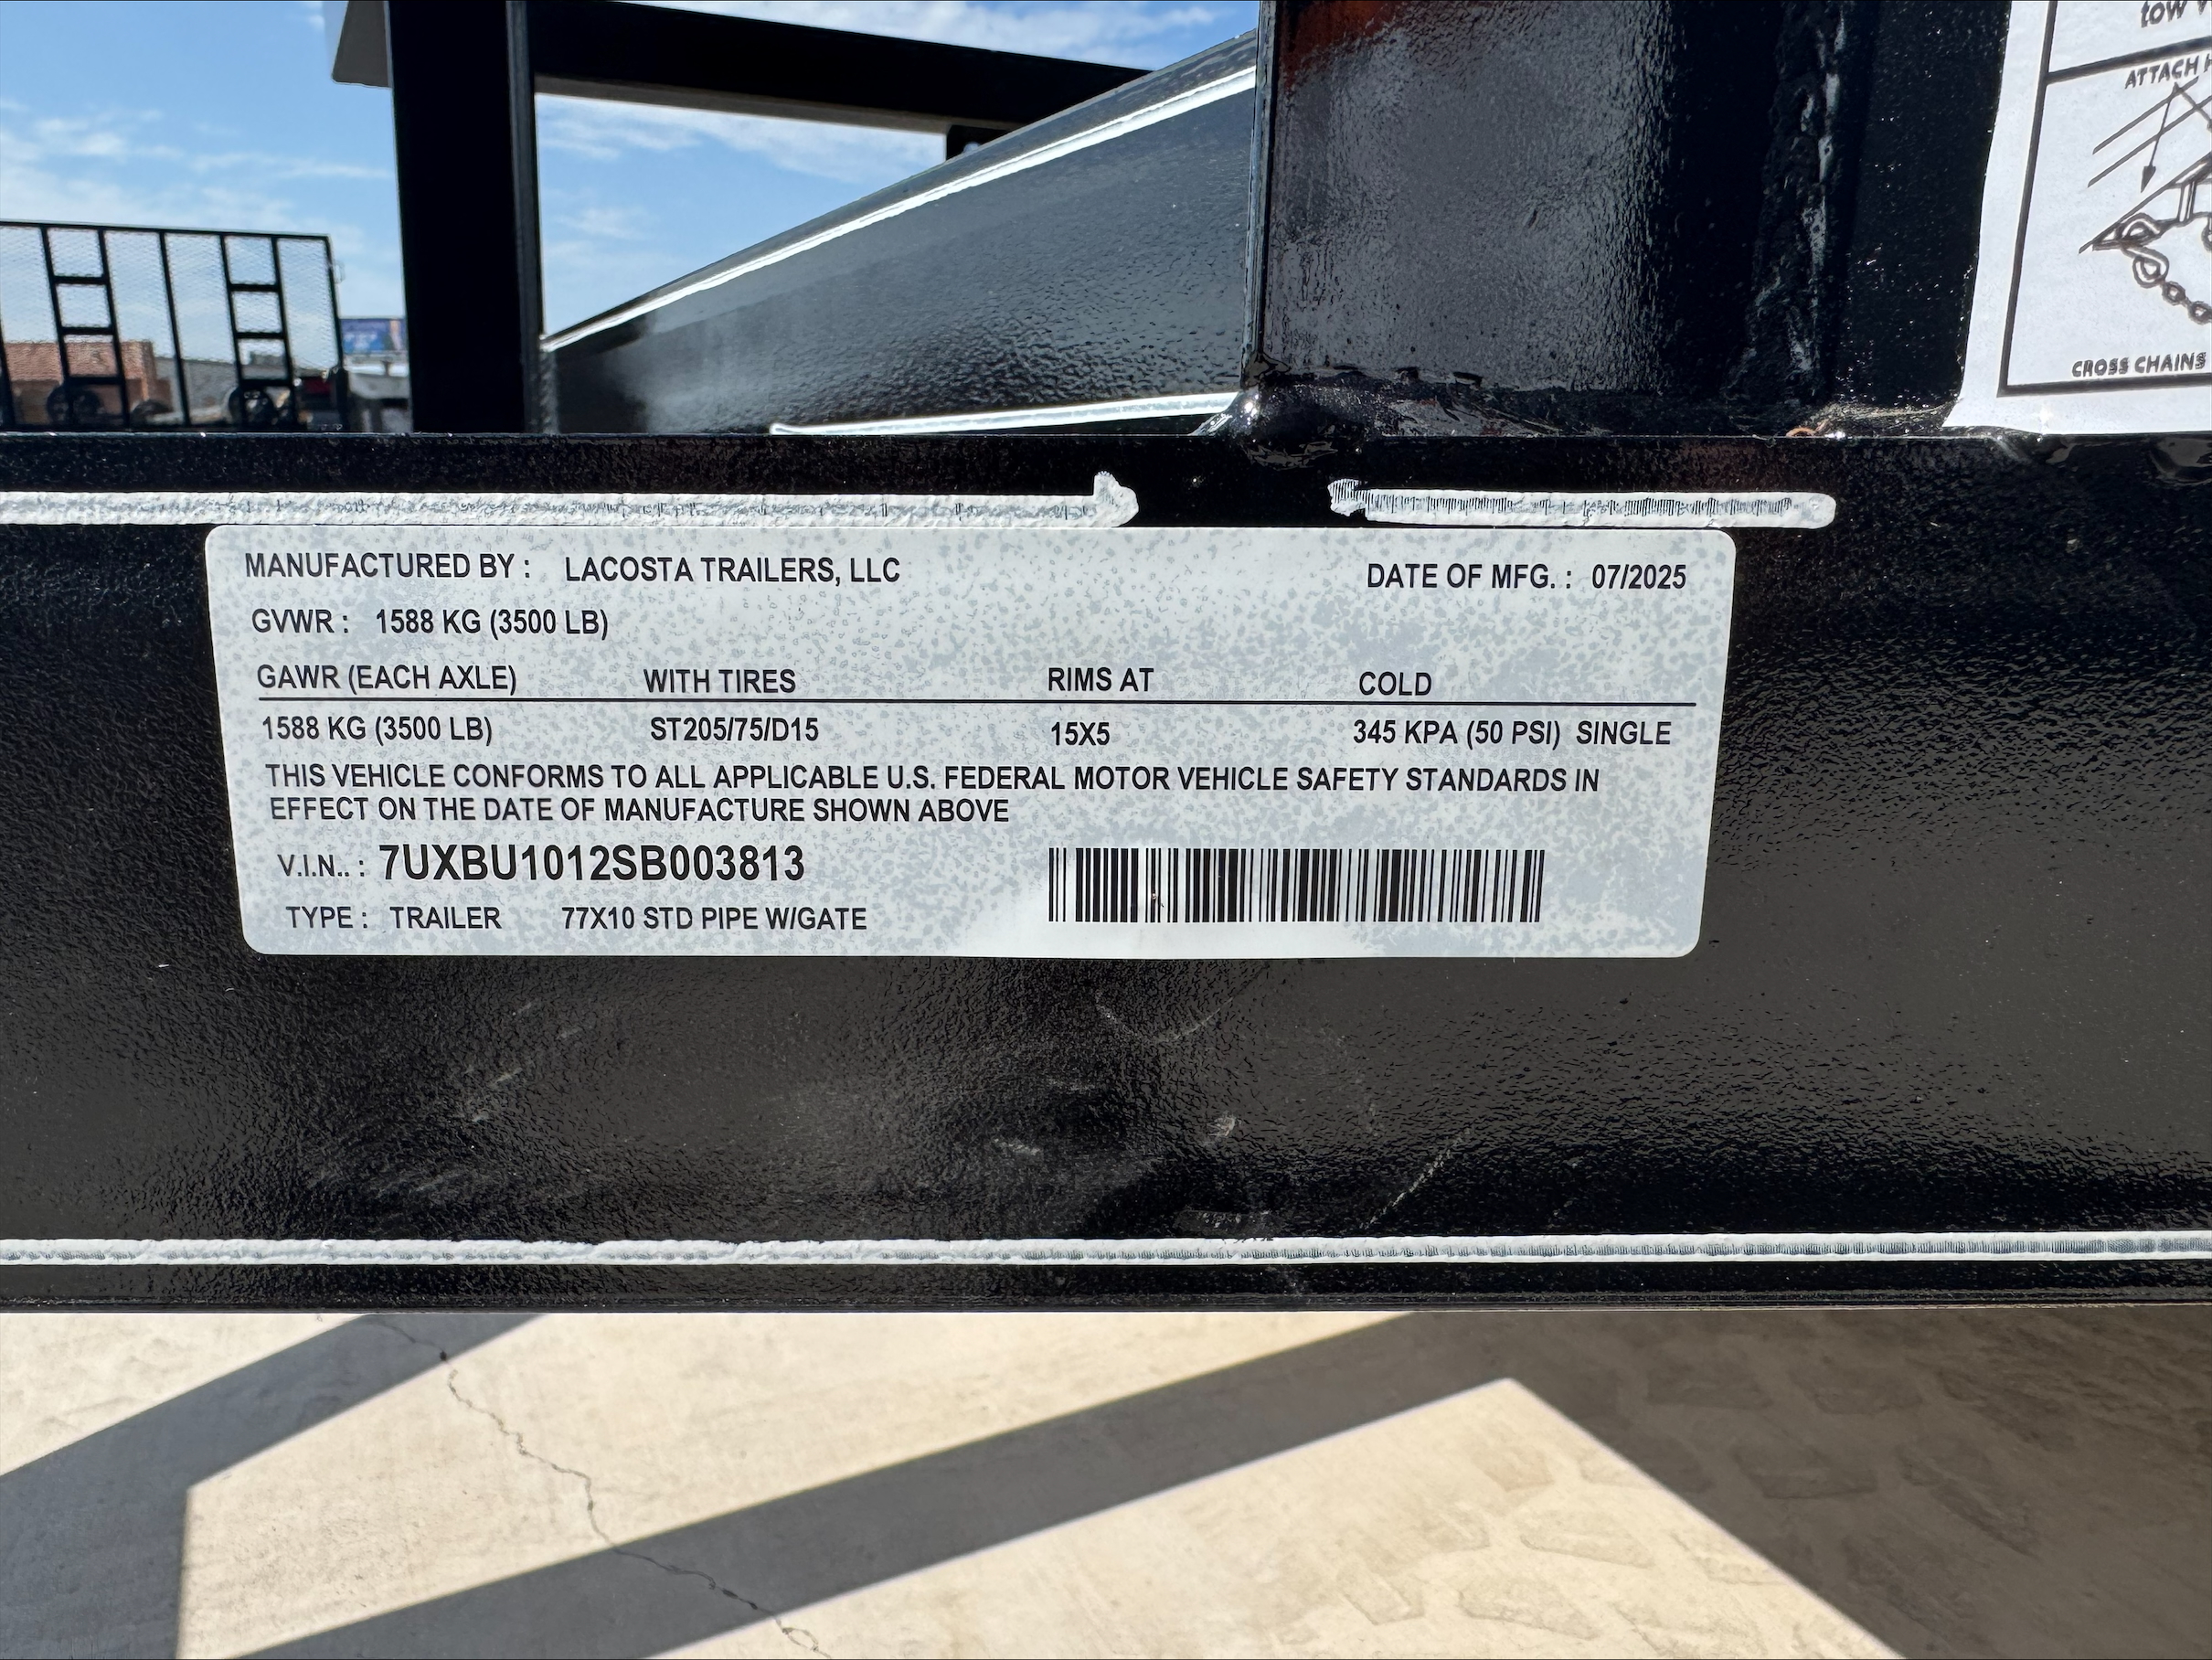 tow
ATTACH
CROSS CHAINS
MANUFACTURED BY : LACOSTA TRAILERS, LLC DATE OF MFG. : 07/2025
GVWR : 1588 KG (3500 LB)
GAWR (EACH AXLE) WITH TIRES RIMS AT COLD
1588 KG (3500 LB) ST205/75/D15 15X5 345 KPA (50 PSI) SINGLE
THIS VEHICLE CONFORMS TO ALL APPLICABLE U.S. FEDERAL MOTOR VEHICLE SAFETY STANDARDS IN
EFFECT ON THE DATE OF MANUFACTURE SHOWN ABOVE
V.I.N.. : 7UXBU1012SB003813
TYPE : TRAILER 77X10 STD PIPE W/GATE